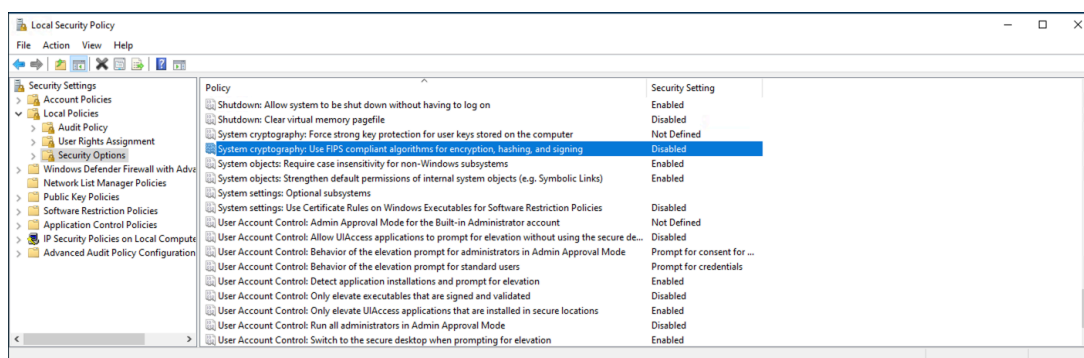 Local Security Policy
File Action View Help
Security Settings
Account Policies
Local Policies
Audit Policy
User Rights Assignment
Security Options
Windows Defender Firewall with Adva
Network List Manager Policies
Public Key Policies
Software Restriction Policies
Application Control Policies
IP Security Policies on Local Compute
Advanced Audit Policy Configuration
Policy Security Setting
Shutdown: Allow system to be shut down without having to log on Enabled
Shutdown: Clear virtual memory pagefile Disabled
System cryptography: Force strong key protection for user keys stored on the computer Not Defined
System cryptography: Use FIPS compliant algorithms for encryption, hashing, and signing Disabled
System objects: Require case insensitivity for non-Windows subsystems Enabled
System objects: Strengthen default permissions of internal system objects (e.g. Symbolic Links) Enabled
System settings: Optional subsystems
System settings: Use Certificate Rules on Windows Executables for Software Restriction Policies Disabled
User Account Control: Admin Approval Mode for the Built-in Administrator account Not Defined
User Account Control: Allow UIAccess applications to prompt for elevation without using the secure de... Disabled
User Account Control: Behavior of the elevation prompt for administrators in Admin Approval Mode Prompt for consent for ...
User Account Control: Behavior of the elevation prompt for standard users Prompt for credentials
User Account Control: Detect application installations and prompt for elevation Enabled
User Account Control: Only elevate executables that are signed and validated Disabled
User Account Control: Only elevate UIAccess applications that are installed in secure locations Enabled
User Account Control: Run all administrators in Admin Approval Mode Disabled
User Account Control: Switch to the secure desktop when prompting for elevation Enabled